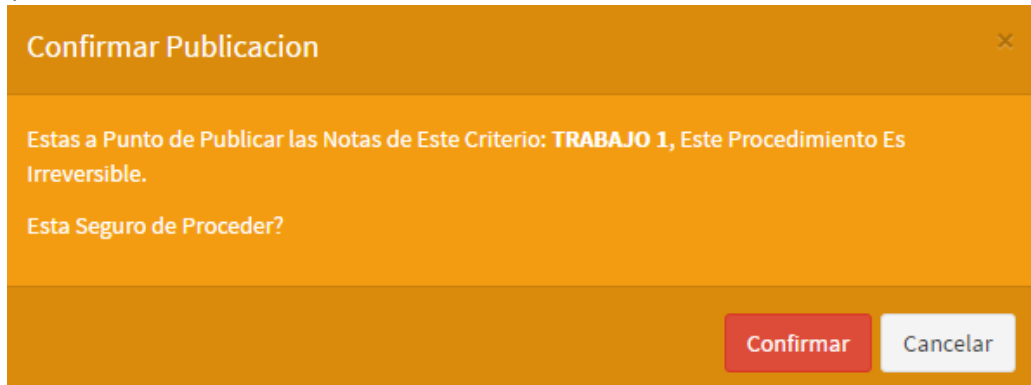 Confirmar Publicacion
×
Estas a Punto de Publicar las Notas de Este Criterio: TRABAJO 1, Este Procedimiento Es
Irreversible.
Esta Seguro de Proceder?
Confirmar
Cancelar